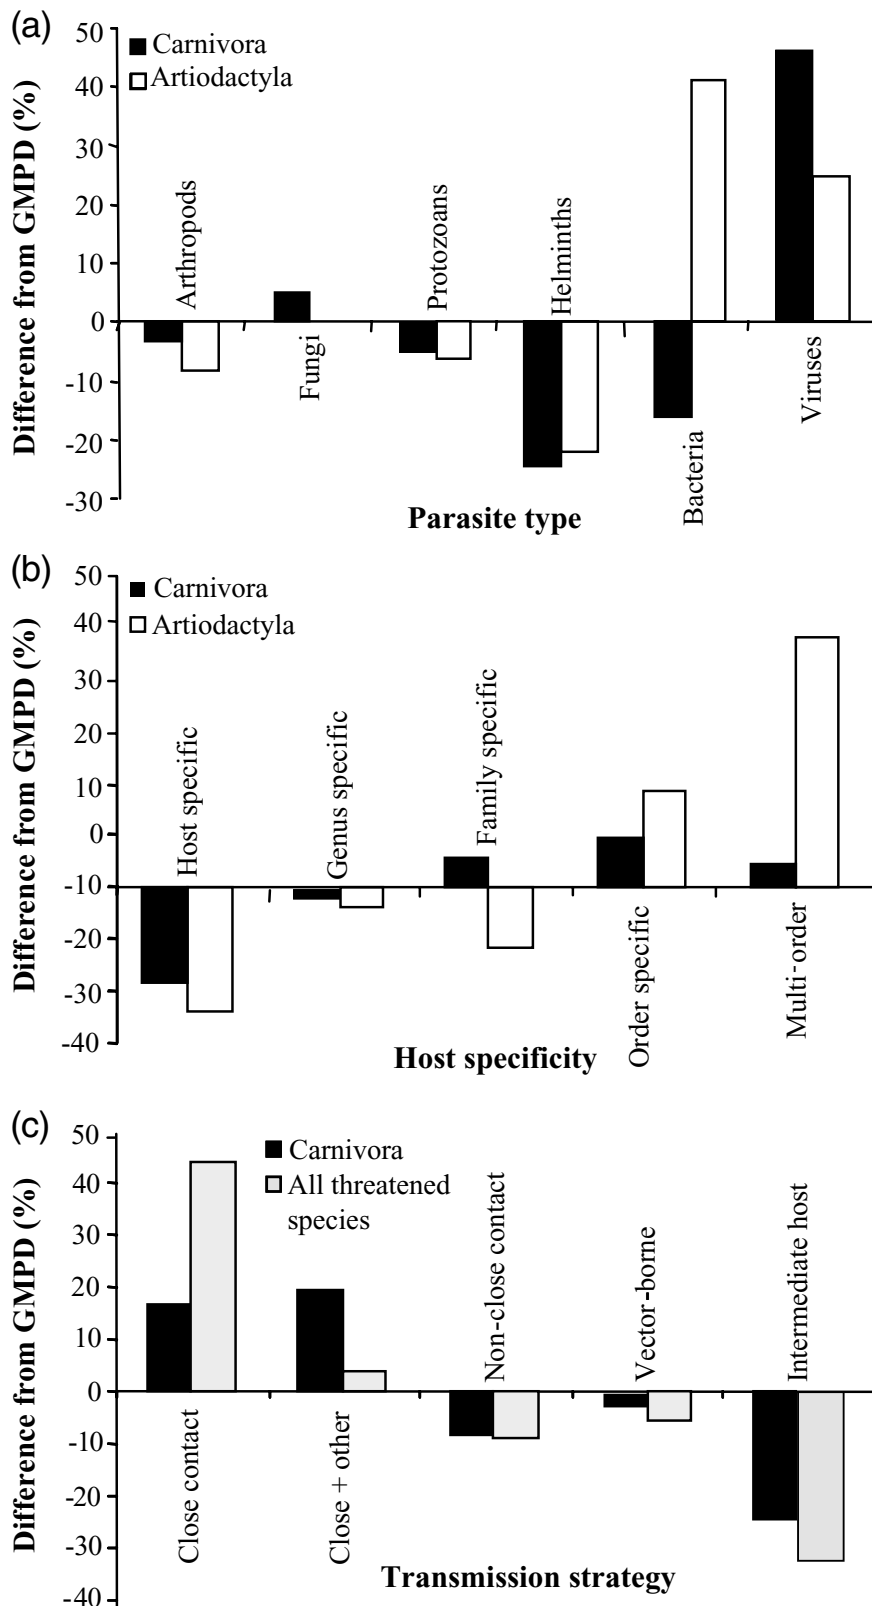 (a)
50
40
30
20
10
0
-10
-20
-30
Difference from GMPD (%)
Carnivora
Artiodactyla
Arthropods
Fungi
Protozoans
Helminths
Bacteria
Viruses
Parasite type
(b)
50
40
30
20
10
0
-10
-20
-30
-40
Difference from GMPD (%)
Carnivora
Artiodactyla
Host specific
Genus specific
Family specific
Order specific
Multi-order
Host specificity
(c)
50
40
30
20
10
0
-10
-20
-30
-40
Difference from GMPD (%)
Carnivora
All threatened
species
Close contact
Close + other
Non-close contact
Vector-borne
Intermediate host
Transmission strategy